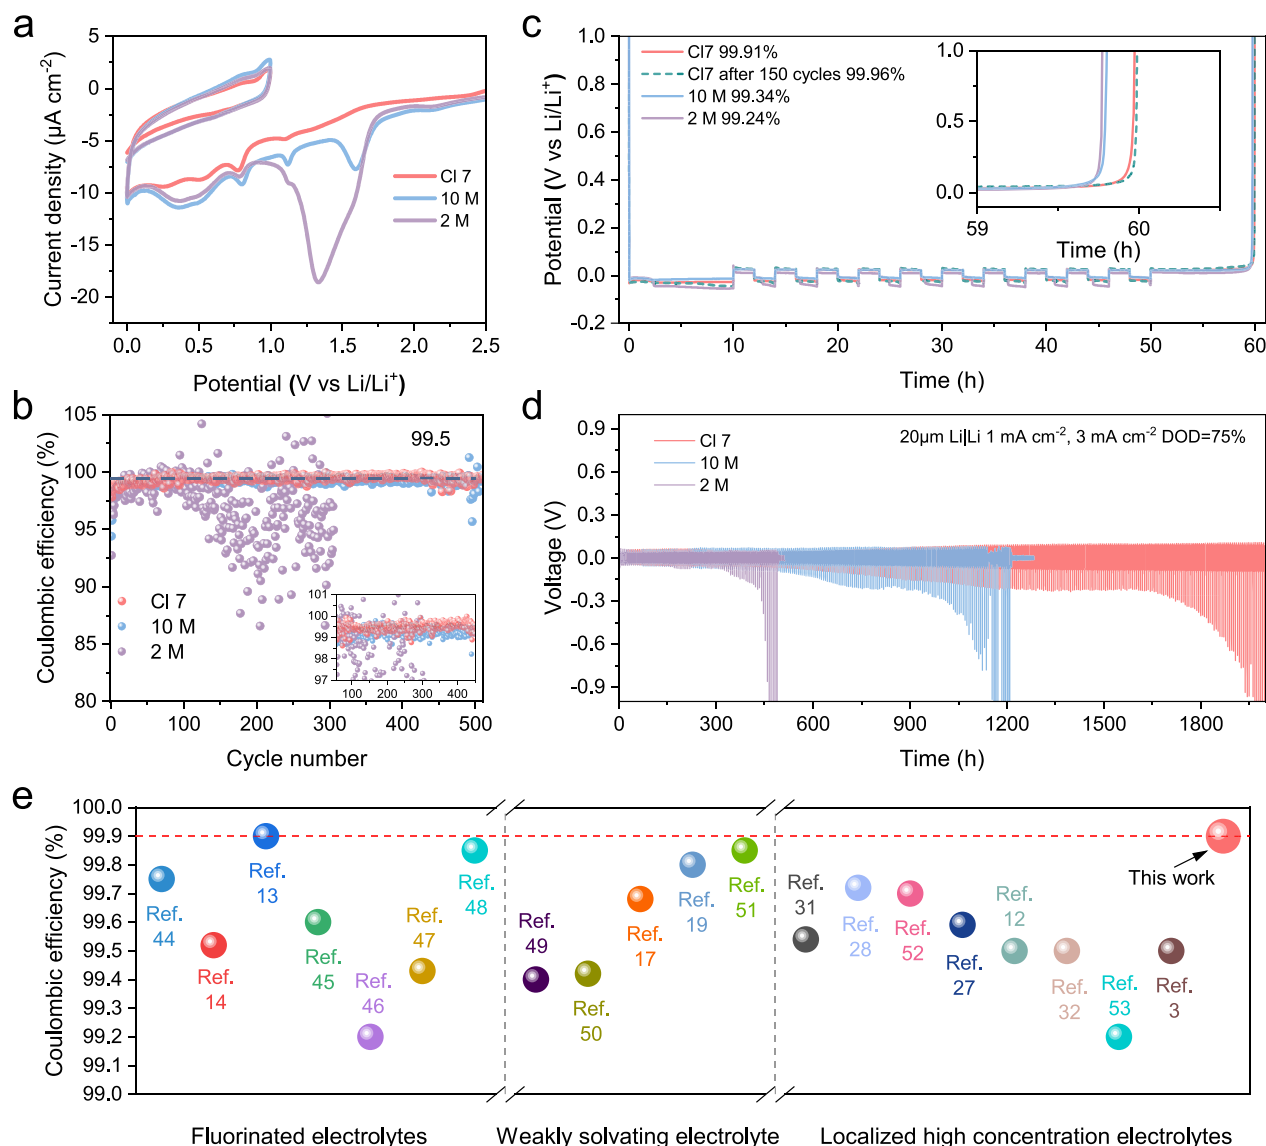 a
5
0
-5
-10
-15
-20
Current density (µA cm⁻²)
Cl 7
10 M
2 M
0.0 0.5 1.0 1.5 2.0 2.5
Potential (V vs Li/Li⁺)
c
1.0
0.8
0.6
0.4
0.2
0.0
-0.2
Potential (V vs Li/Li⁺)
Cl7 99.91%
Cl7 after 150 cycles 99.96%
10 M 99.34%
2 M 99.24%
1.0
0.5
0.0
59 60
Time (h)
0 10 20 30 40 50 60
Time (h)
b
105
100
95
90
85
80
Coulombic efficiency (%)
99.5
Cl 7
10 M
2 M
101
100
99
98
97
100 200 300 400
0 100 200 300 400 500
Cycle number
d
0.9
0.6
0.3
0.0
-0.3
-0.6
-0.9
Voltage (V)
Cl 7
10 M
2 M
20µm Li|Li 1 mA cm⁻², 3 mA cm⁻² DOD=75%
0 300 600 900 1200 1500 1800
Time (h)
e
100.0
99.9
99.8
99.7
99.6
99.5
99.4
99.3
99.2
99.1
99.0
Coulombic efficiency (%)
Ref.
44
Ref.
14
Ref.
13
Ref.
45
Ref.
46
Ref.
47
Ref.
48
Ref.
49
Ref.
50
Ref.
17
Ref.
19
Ref.
51
Ref.
31
Ref.
28
Ref.
52
Ref.
27
Ref.
12
Ref.
32
Ref.
53
Ref.
3
This work
Fluorinated electrolytes
Weakly solvating electrolyte
Localized high concentration electrolytes